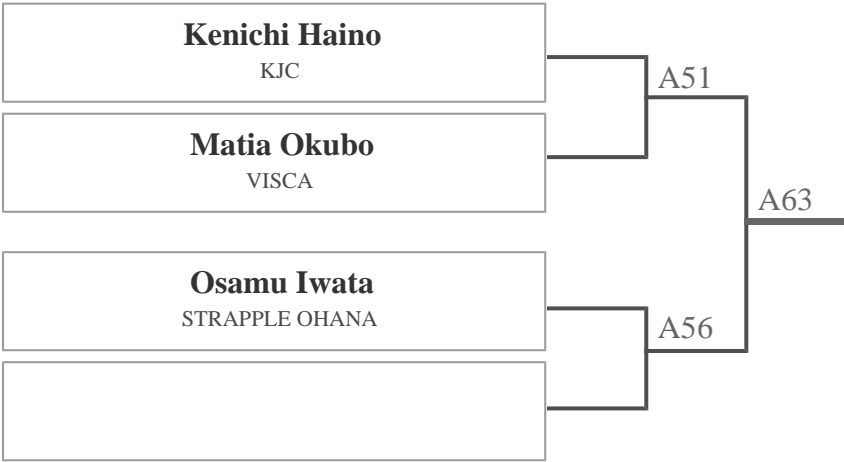 Kenichi Haino
KJC
A51
Matia Okubo
VISCA
A63
Osamu Iwata
STRAPPLE OHANA
A56